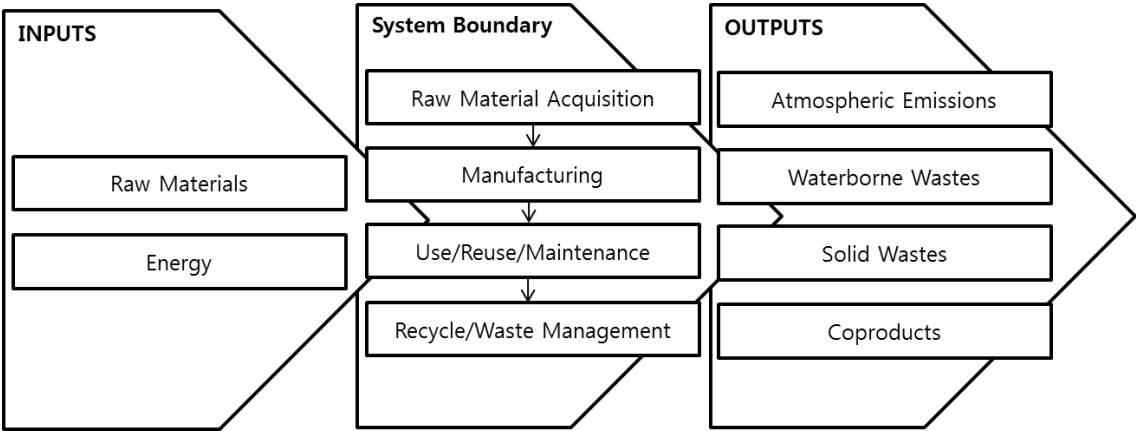 INPUTS
Raw Materials
Energy
System Boundary
Raw Material Acquisition
Manufacturing
Use/Reuse/Maintenance
Recycle/Waste Management
OUTPUTS
Atmospheric Emissions
Waterborne Wastes
Solid Wastes
Coproducts